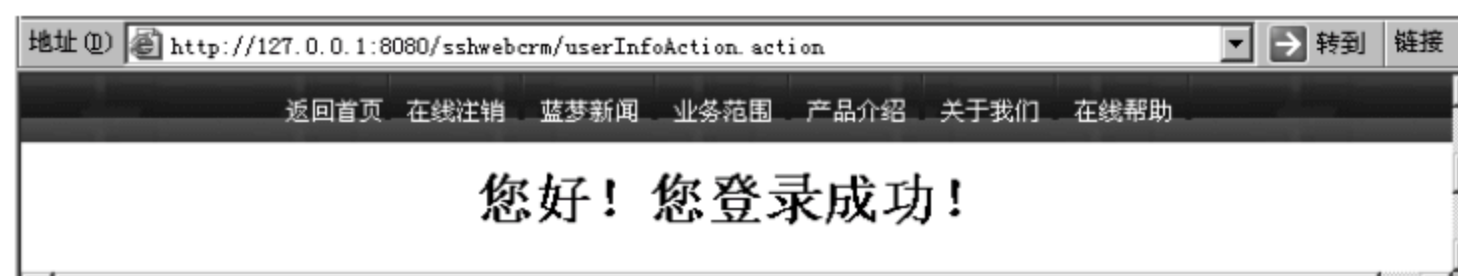 地址(D) http://127.0.0.1:8080/sshwebcrm/userInfoAction.action 转到 链接
返回首页 在线注销 蓝梦新闻 业务范围 产品介绍 关于我们 在线帮助
您好！您登录成功！